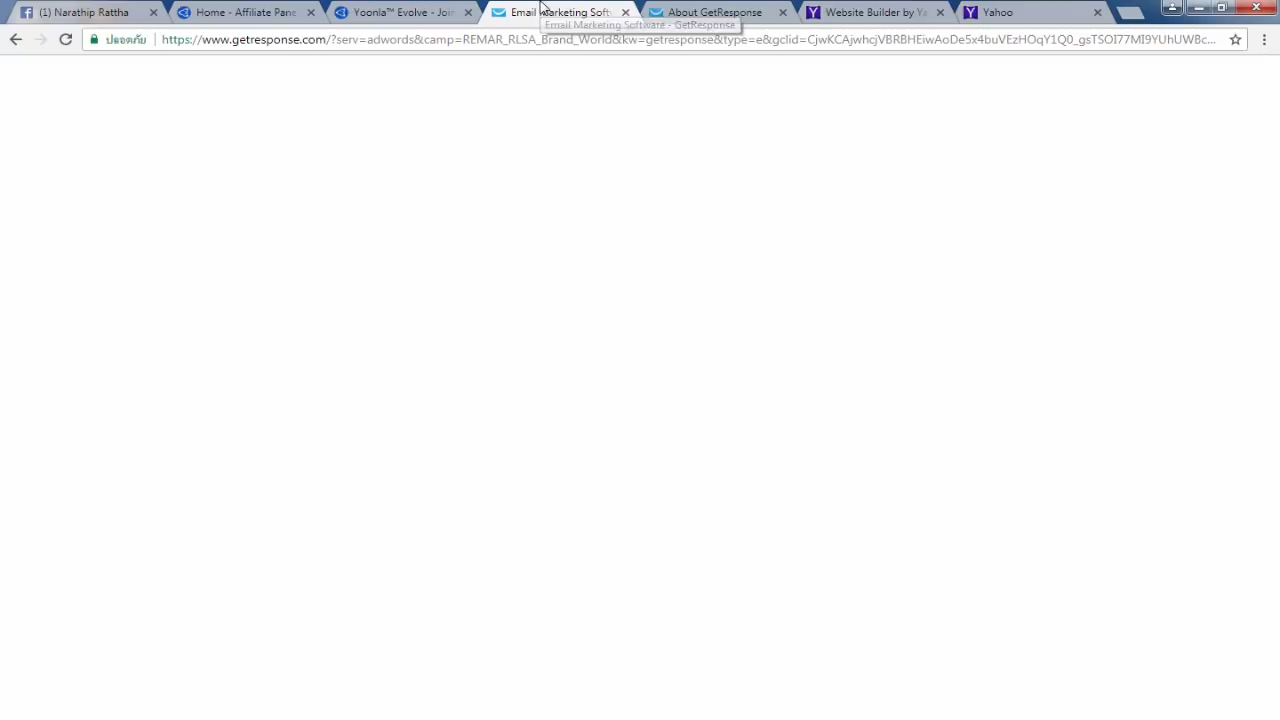 (1) Narathip Rattha
Home - Affiliate Pane
Yoonla™ Evolve - Join
Email Marketing Soft
About GetResponse
Website Builder by Ya
Yahoo
Email Marketing Software - GetResponse
ปลอดภัย
https://www.getresponse.com/?serv=adwords&camp=REMAR_RLSA_Brand_World&kw=getresponse&type=e&gclid=CjwKCAjwhcjVBRBHEiwAoDe5x4buVEzHOqY1Q0_gsTSOI77MI9YUhUWBc...